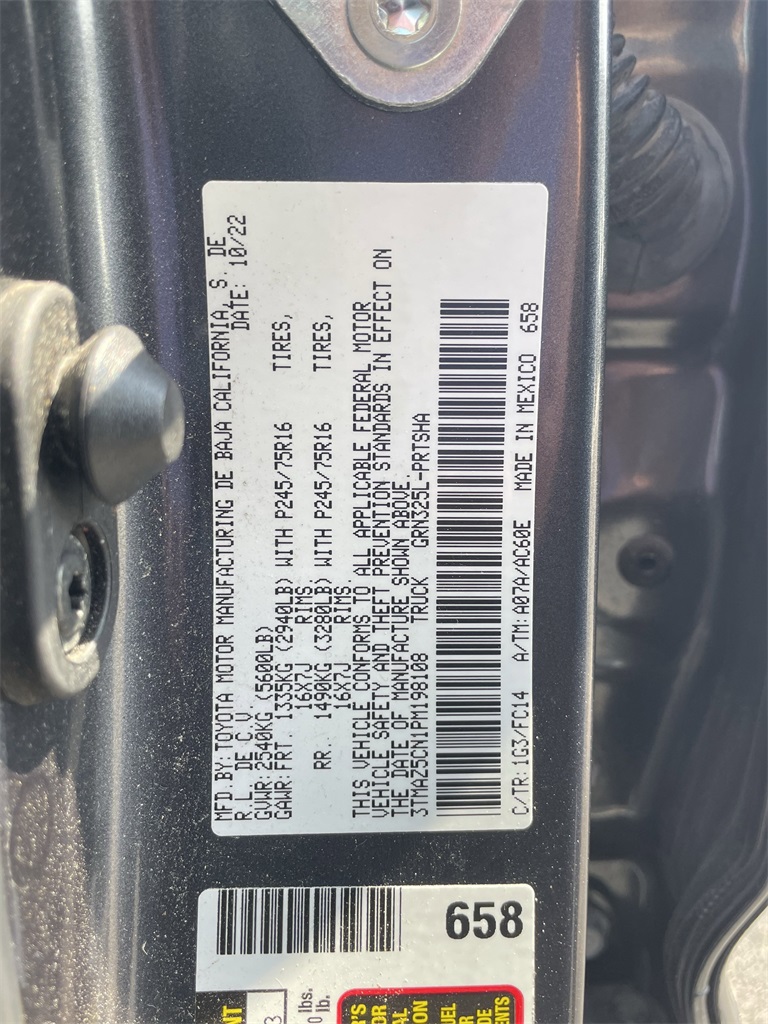 MFD.BY:TOYOTA MOTOR MANUFACTURING DE BAJA CALIFORNIA, S. DE
R. L. DE C.V. DATE: 10/22
GVWR:2540KG (5600LB)
GAWR:FRT. 1335KG (2940LB) WITH P245/75R16 TIRES,
16X7J RIMS
RR. 1490KG (3280LB) WITH P245/75R16 TIRES,
16X7J RIMS.
THIS VEHICLE CONFORMS TO ALL APPLICABLE FEDERAL MOTOR
VEHICLE SAFETY AND THEFT PREVENTION STANDARDS IN EFFECT ON
THE DATE OF MANUFACTURE SHOWN ABOVE.
3TMAZ5CN1PM198108 TRUCK GRN325L-PRTSHA
C/TR:1G3/FC14 A/TM:A07A/AC60E MADE IN MEXICO 658
658
lbs.
lb.